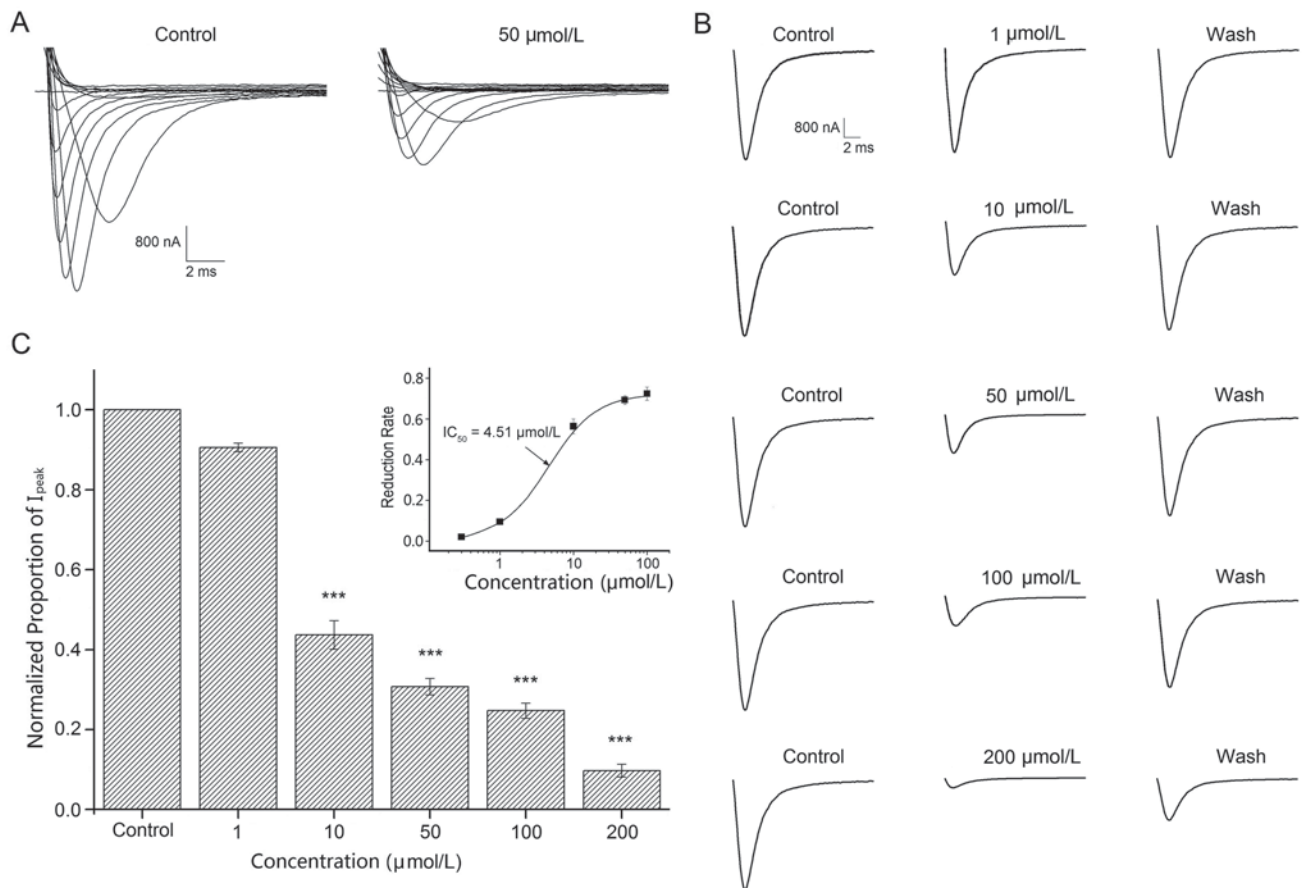 A
Control
50 μmol/L
800 nA
2 ms
B
Control
1 μmol/L
Wash
800 nA
2 ms
Control
10 μmol/L
Wash
Control
50 μmol/L
Wash
Control
100 μmol/L
Wash
Control
200 μmol/L
Wash
C
Normalized Proportion of Ipeak
1.0
0.8
0.6
0.4
0.2
0.0
***
***
***
***
Control
1
10
50
100
200
Concentration (μmol/L)
Reduction Rate
0.8
0.6
0.4
0.2
0.0
IC50 = 4.51 μmol/L
1
10
100
Concentration (μmol/L)